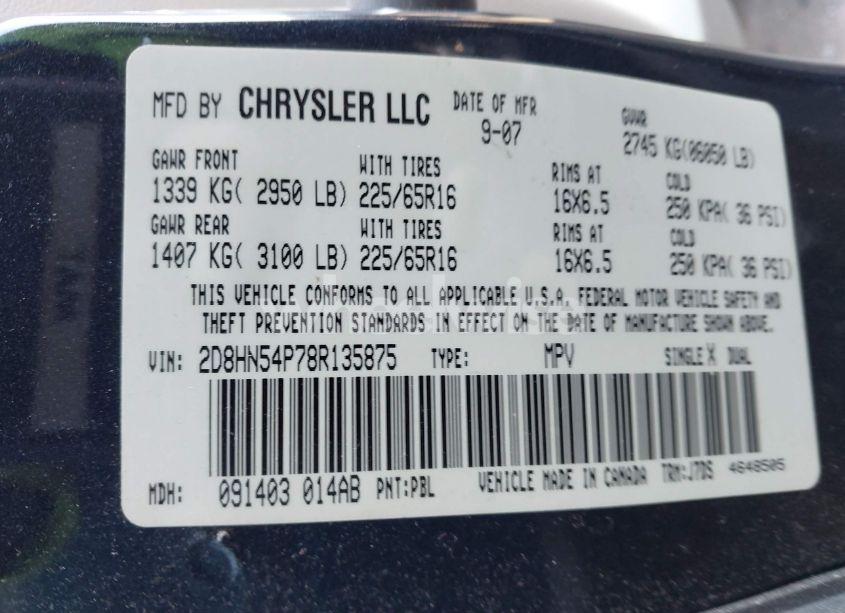 MFD BY CHRYSLER LLC DATE OF MFR 9-07 GVWR 2745 KG(06050 LB)
GAWR FRONT WITH TIRES RIMS AT COLD
1339 KG( 2950 LB) 225/65R16 16X6.5 250 KPA( 36 PSI)
GAWR REAR WITH TIRES RIMS AT COLD
1407 KG( 3100 LB) 225/65R16 16X6.5 250 KPA( 36 PSI)
THIS VEHICLE CONFORMS TO ALL APPLICABLE U.S.A. FEDERAL MOTOR VEHICLE SAFETY AND
THEFT PREVENTION STANDARDS IN EFFECT ON THE DATE OF MANUFACTURE SHOWN ABOVE.
VIN: 2D8HN54P78R135875 TYPE: MPV SINGLE X DUAL
MDH: 091403 014AB PNT:PBL VEHICLE MADE IN CANADA TRM:J7DS 4648505